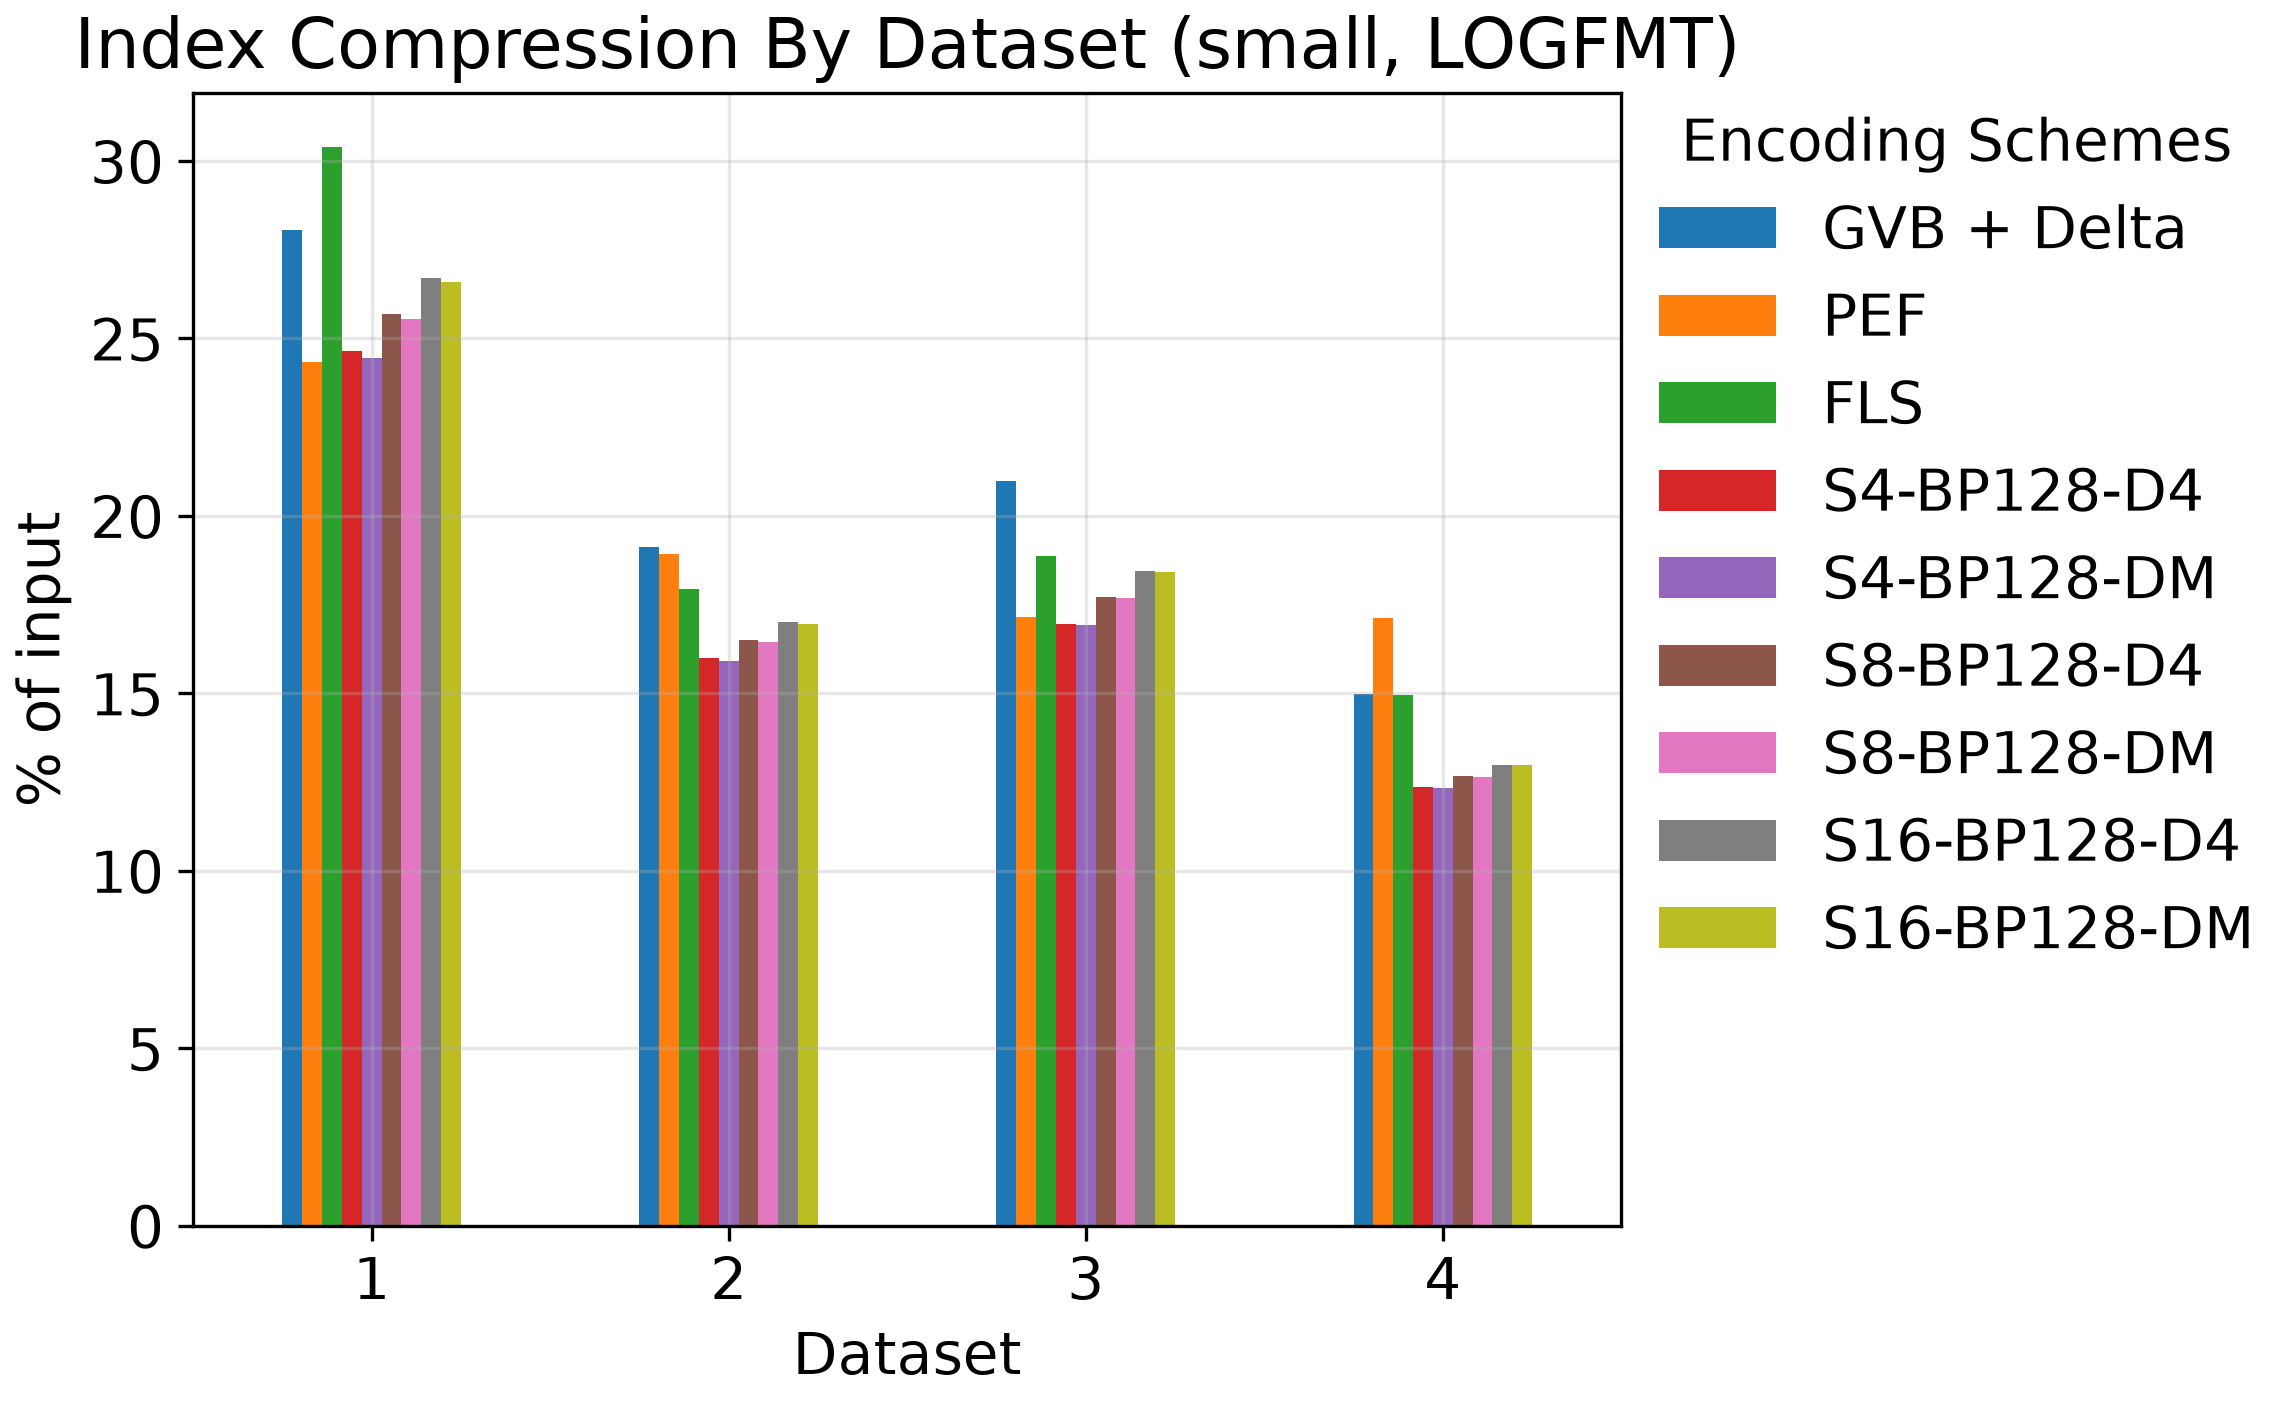 Index Compression By Dataset (small, LOGFMT)
% of input
30
25
20
15
10
5
0
1 2 3 4
Dataset
Encoding Schemes
GVB + Delta
PEF
FLS
S4-BP128-D4
S4-BP128-DM
S8-BP128-D4
S8-BP128-DM
S16-BP128-D4
S16-BP128-DM